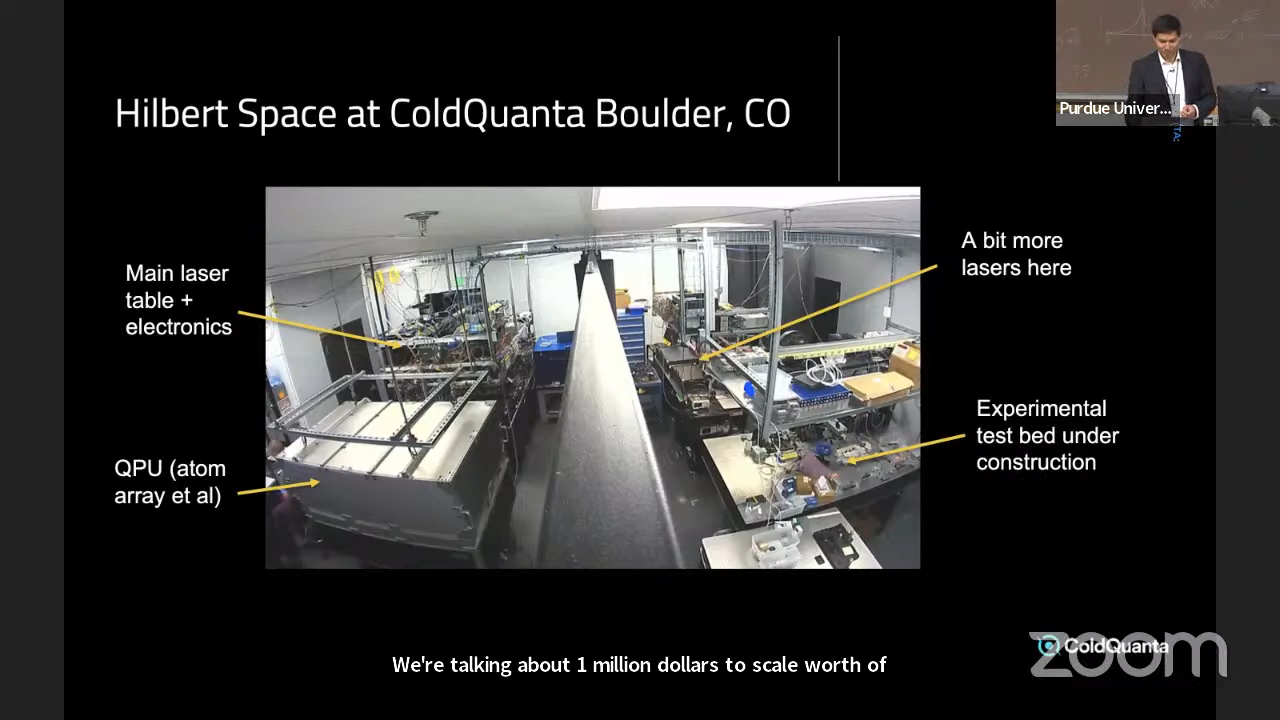 Purdue Univer...
TA:
Hilbert Space at ColdQuanta Boulder, CO
Main laser
table +
electronics
QPU (atom
array et al)
A bit more
lasers here
Experimental
test bed under
construction
ColdQuanta
zoom
We're talking about 1 million dollars to scale worth of